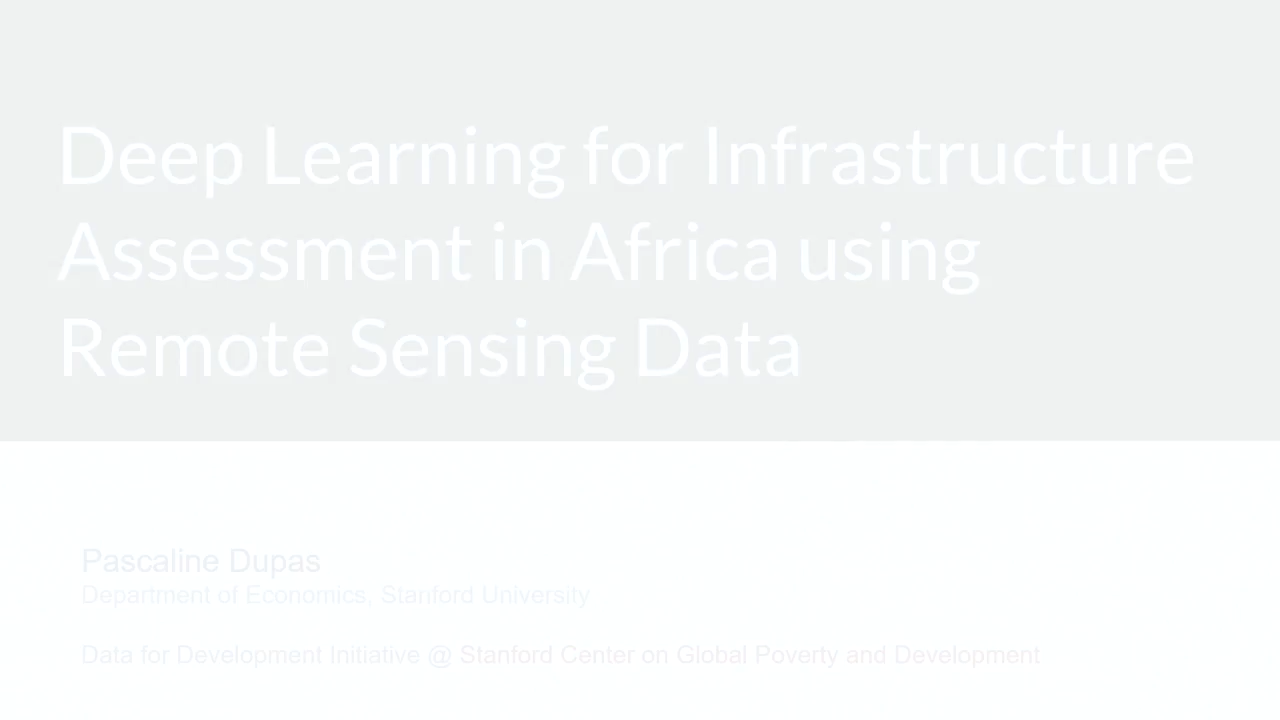 Deep Learning for Infrastructure
Assessment in Africa using
Remote Sensing Data
Pascaline Dupas
Department of Economics, Stanford University
Data for Development Initiative @ Stanford Center on Global Poverty and Development